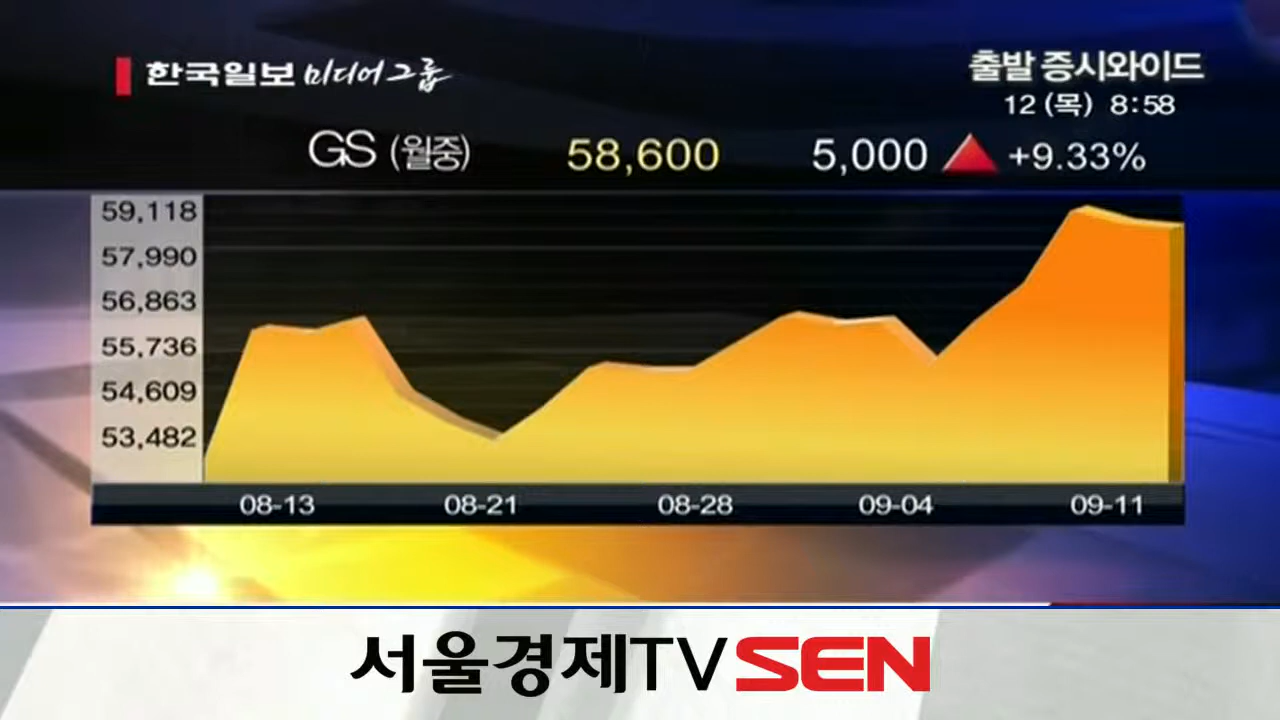 한국일보 미디어그룹
출발 증시와이드
12 (목) 8:58
GS (월중) 58,600 5,000 ▲ +9.33%
59,118
57,990
56,863
55,736
54,609
53,482
08-13 08-21 08-28 09-04 09-11
서울경제TV SEN